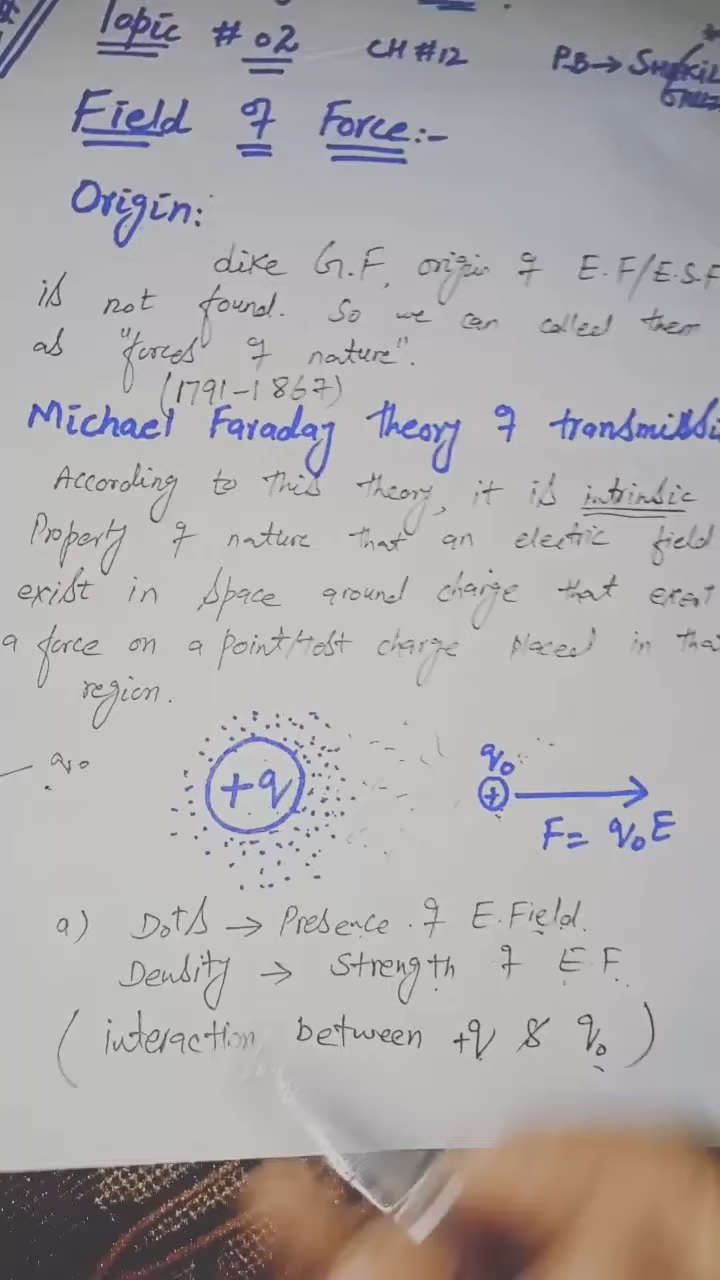 Topic # 02 CH #12 P.B →
Field of Force:-
Origin:
Like G.F, origin of E.F/E.S.F
is not found. So we can called them
as "forces of nature".
(1791-1867)
Michael Faraday theory of
According to this theory, it is intrinsic
Property of nature that an electric field
exist in space around charge that exert
a force on a point/test charge placed in
region.
q₀
+q
q₀
+
F = q₀E
a) Dots → Presence of E.Field.
Density → Strength of E.F.
(interaction between +q & q₀)